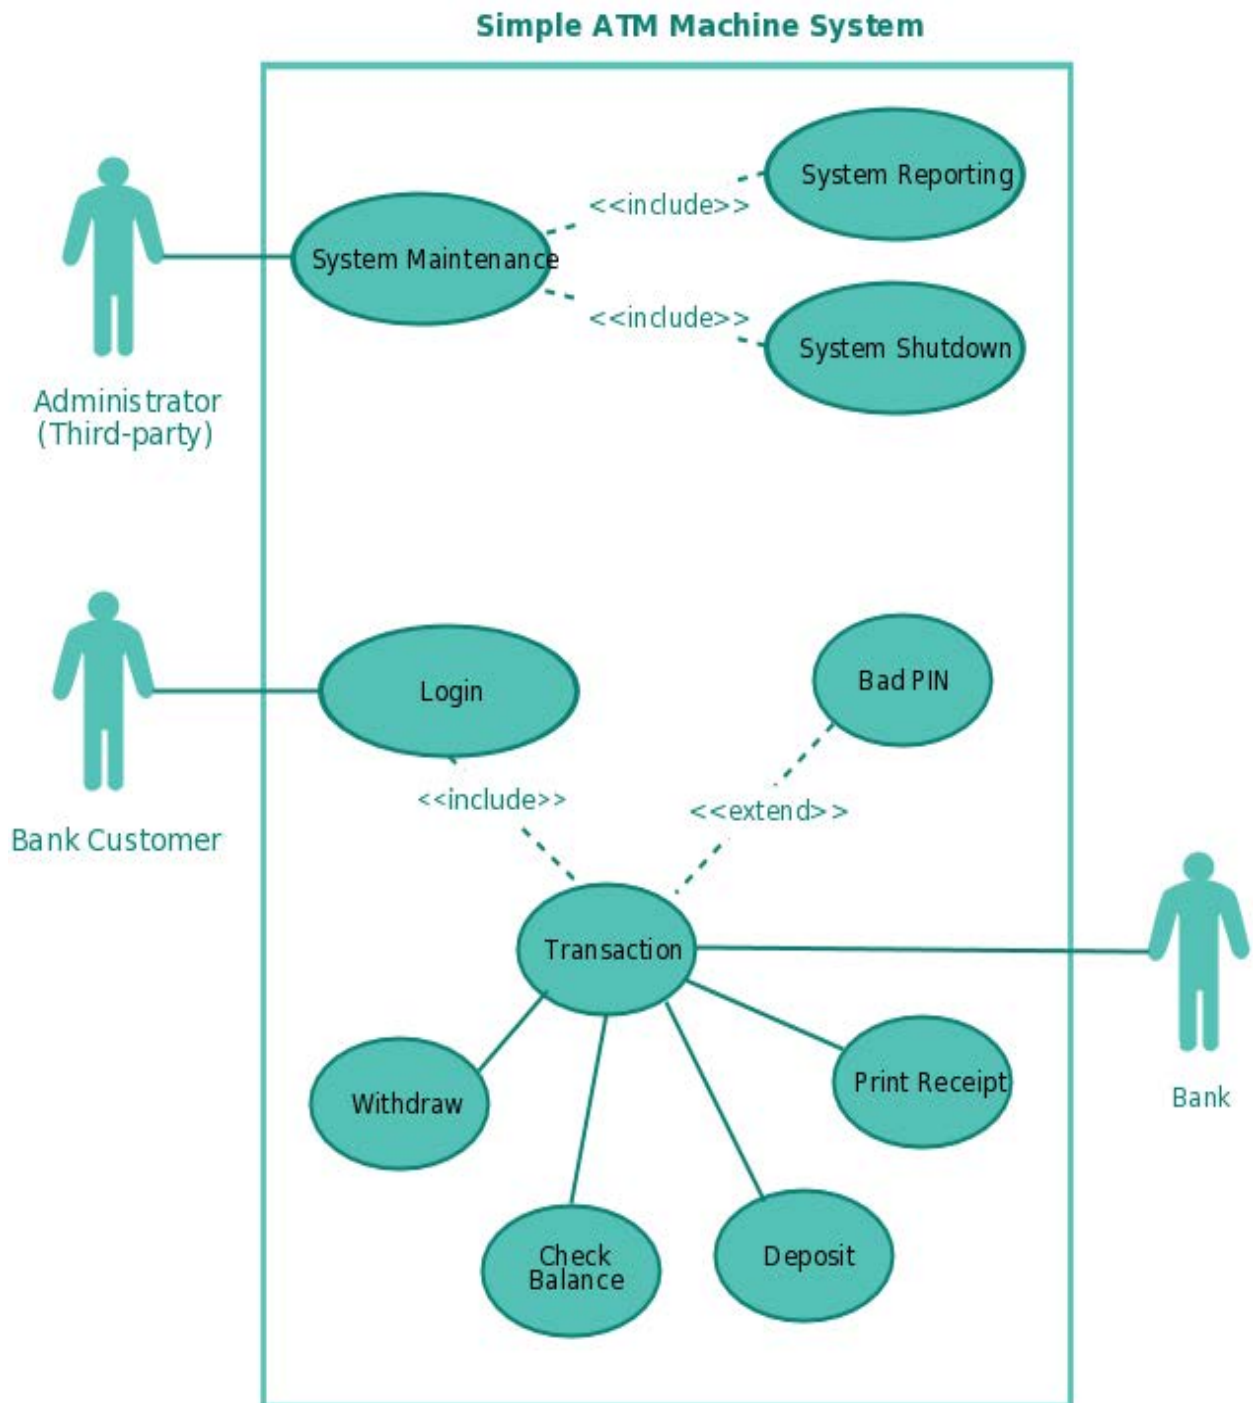 Simple ATM Machine System
System Reporting
<<include>>
System Maintenance
<<include>>
System Shutdown
Administrator
(Third-party)
Bad PIN
Login
<<include>>
<<extend>>
Bank Customer
Transaction
Print Receipt
Withdraw
Bank
Check
Balance
Deposit